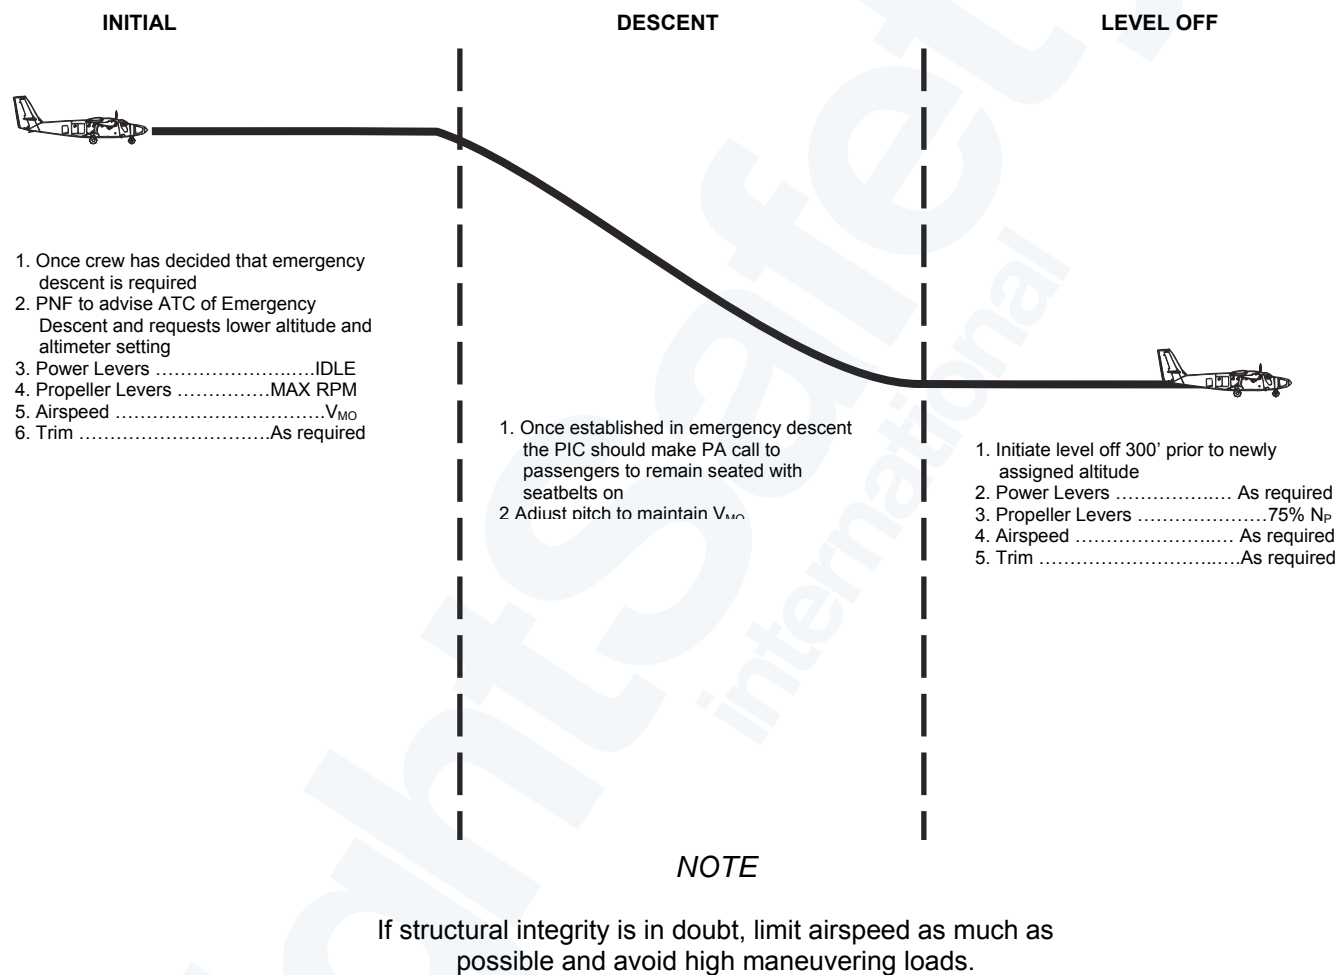 INITIAL
DESCENT
LEVEL OFF
1. Once crew has decided that emergency
descent is required
2. PNF to advise ATC of Emergency
Descent and requests lower altitude and
altimeter setting
3. Power Levers …………………..….IDLE
4. Propeller Levers ……………MAX RPM
5. Airspeed ……………………………VMO
6. Trim ………………………….As required
1. Once established in emergency descent
the PIC should make PA call to
passengers to remain seated with
seatbelts on
2 Adjust pitch to maintain VMO
1. Initiate level off 300’ prior to newly
assigned altitude
2. Power Levers …………….… As required
3. Propeller Levers …………………75% NP
4. Airspeed …………………..… As required
5. Trim ………………………..….As required
NOTE
If structural integrity is in doubt, limit airspeed as much as
possible and avoid high maneuvering loads.
international